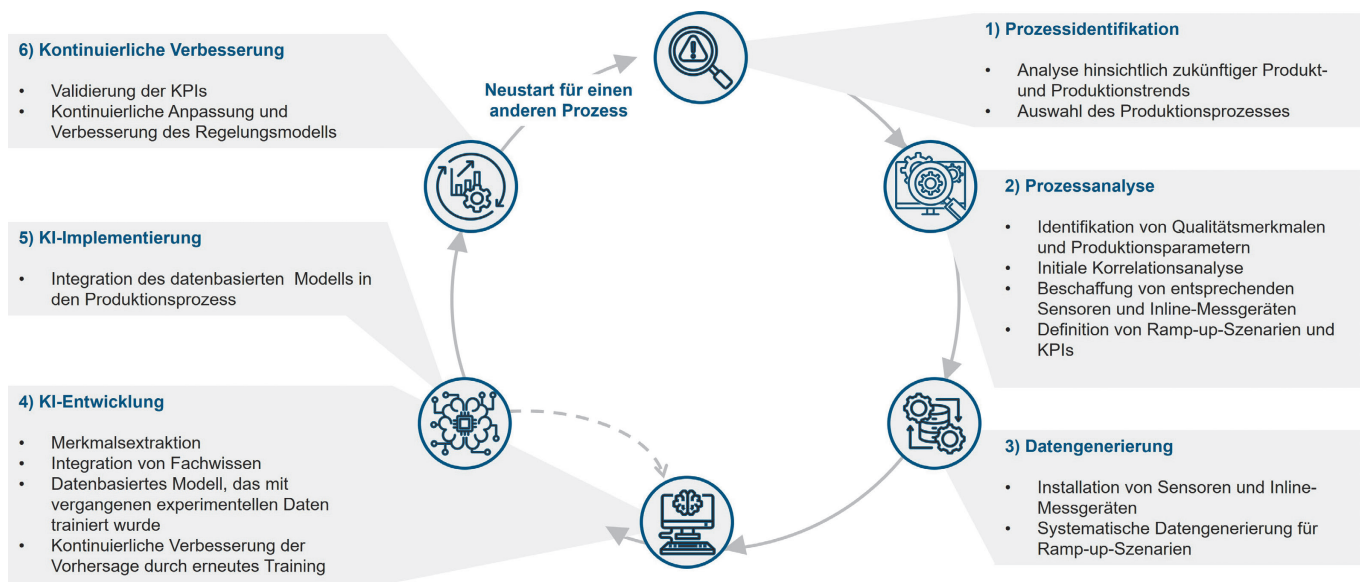 1) Prozessidentifikation
• Analyse hinsichtlich zukünftiger Produkt-
und Produktionstrends
• Auswahl des Produktionsprozesses
2) Prozessanalyse
• Identifikation von Qualitätsmerkmalen
und Produktionsparametern
• Initiale Korrelationsanalyse
• Beschaffung von entsprechenden
Sensoren und Inline-Messgeräten
• Definition von Ramp-up-Szenarien und
KPIs
3) Datengenerierung
• Installation von Sensoren und Inline-
Messgeräten
• Systematische Datengenerierung für
Ramp-up-Szenarien
4) KI-Entwicklung
• Merkmalsextraktion
• Integration von Fachwissen
• Datenbasiertes Modell, das mit
vergangenen experimentellen Daten
trainiert wurde
• Kontinuierliche Verbesserung der
Vorhersage durch erneutes Training
5) KI-Implementierung
• Integration des datenbasierten Modells in
den Produktionsprozess
6) Kontinuierliche Verbesserung
• Validierung der KPIs
• Kontinuierliche Anpassung und
Verbesserung des Regelungsmodells
Neustart für einen
anderen Prozess